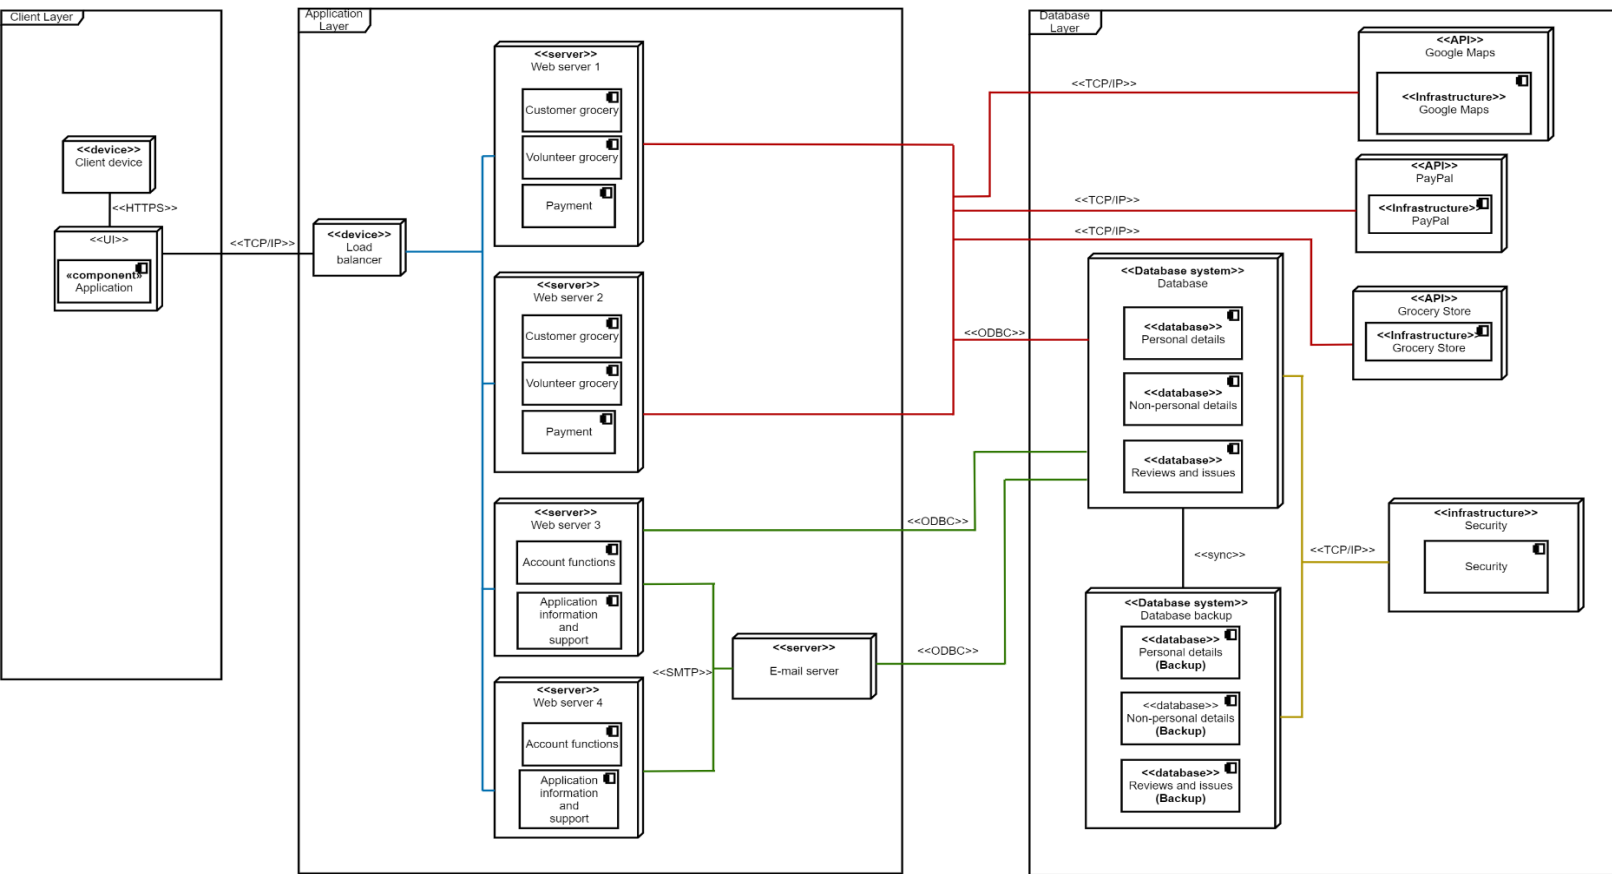 Client Layer
<<device>>
Client device
<<HTTPS>>
<<UI>>
«component»
Application
<<TCP/IP>>
Application
Layer
<<device>>
Load
balancer
<<server>>
Web server 1
Customer grocery
Volunteer grocery
Payment
<<server>>
Web server 2
Customer grocery
Volunteer grocery
Payment
<<server>>
Web server 3
Account functions
Application
information
and
support
<<server>>
Web server 4
Account functions
Application
information
and
support
<<SMTP>>
<<server>>
E-mail server
<<ODBC>>
<<ODBC>>
<<ODBC>>
<<TCP/IP>>
<<TCP/IP>>
<<TCP/IP>>
Database
Layer
<<Database system>>
Database
<<database>>
Personal details
<<database>>
Non-personal details
<<database>>
Reviews and issues
<<sync>>
<<Database system>>
Database backup
<<database>>
Personal details
(Backup)
<<database>>
Non-personal details
(Backup)
<<database>>
Reviews and issues
(Backup)
<<API>>
Google Maps
<<Infrastructure>>
Google Maps
<<API>>
PayPal
<<Infrastructure>>
PayPal
<<API>>
Grocery Store
<<Infrastructure>>
Grocery Store
<<TCP/IP>>
<<infrastructure>>
Security
Security